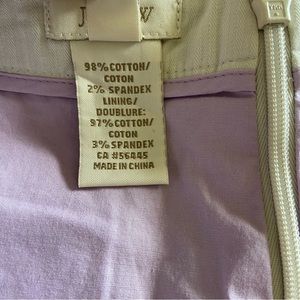 J W
98% COTTON/
COTON
2% SPANDEX
LINING/
DOUBLURE:
97% COTTON/
COTON
3% SPANDEX
CA #56445
MADE IN CHINA